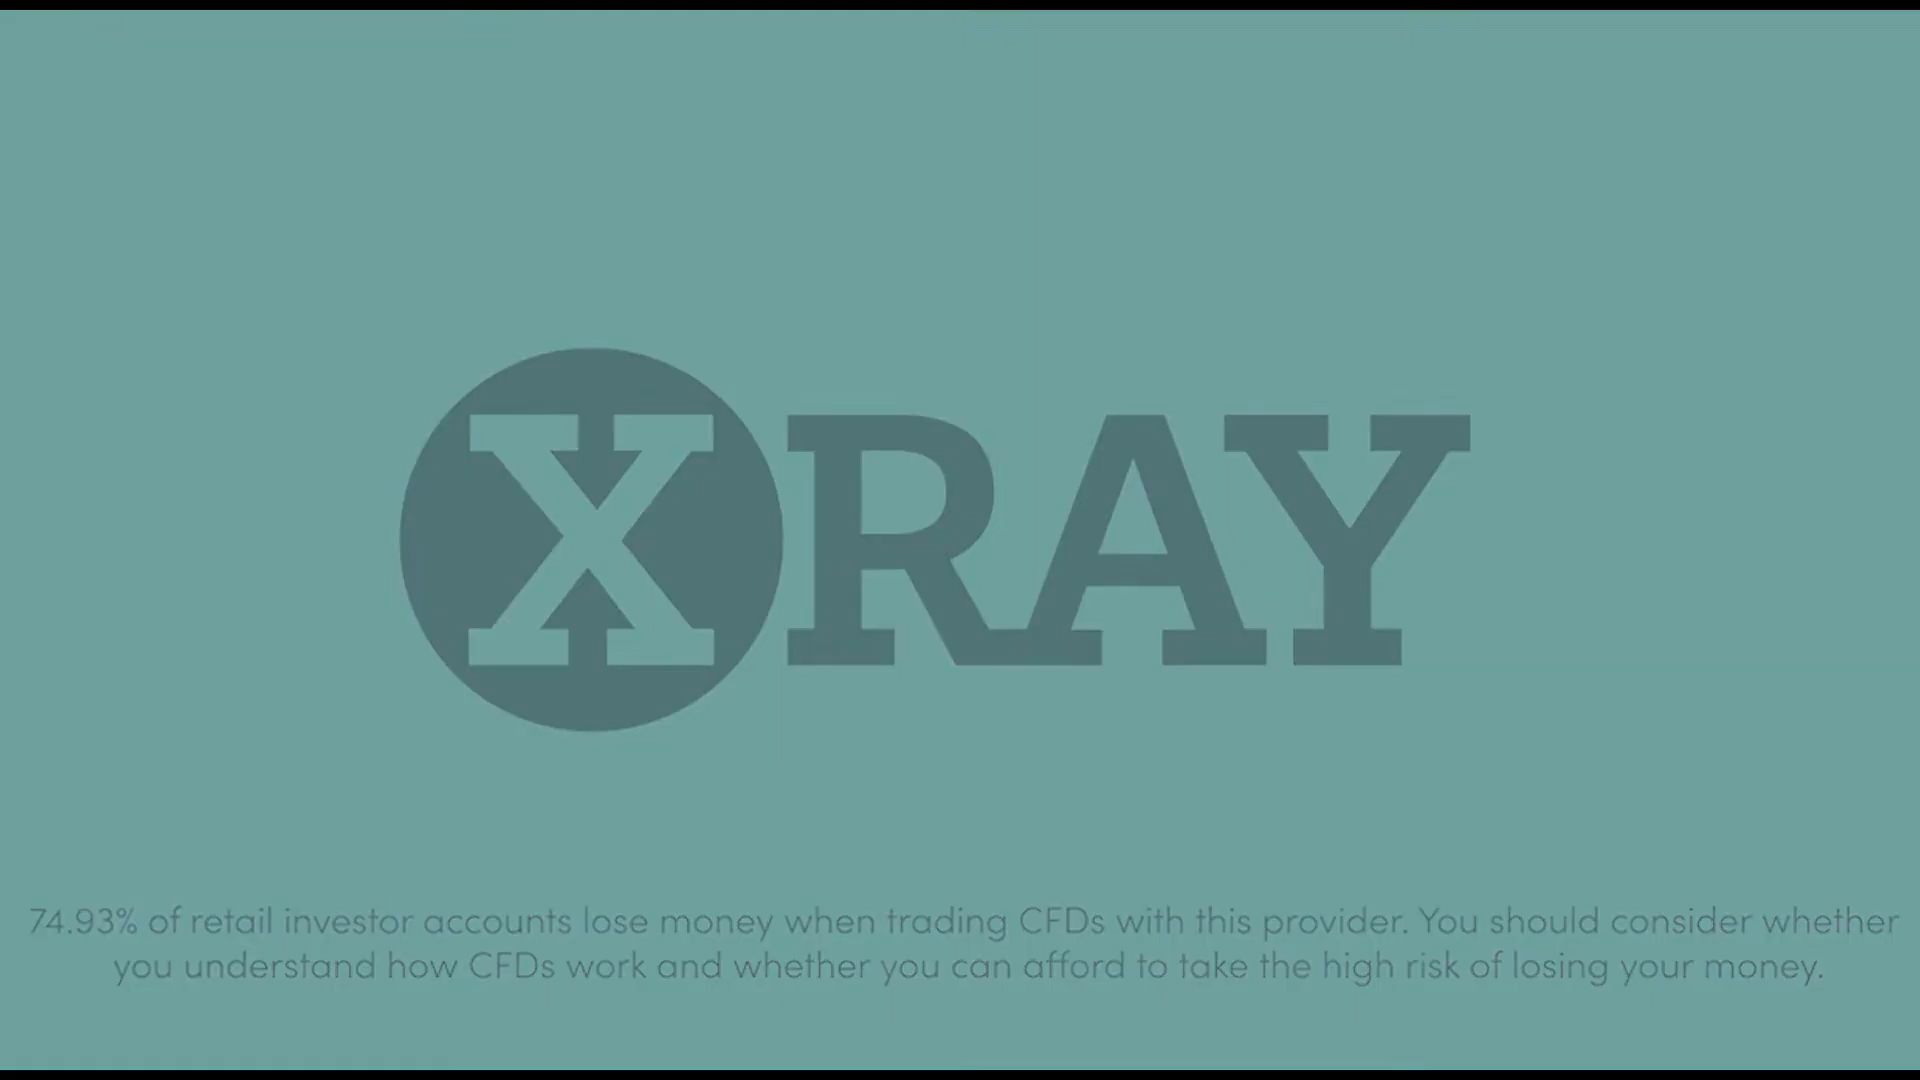 XRAY
74.93% of retail investor accounts lose money when trading CFDs with this provider. You should consider whether
you understand how CFDs work and whether you can afford to take the high risk of losing your money.